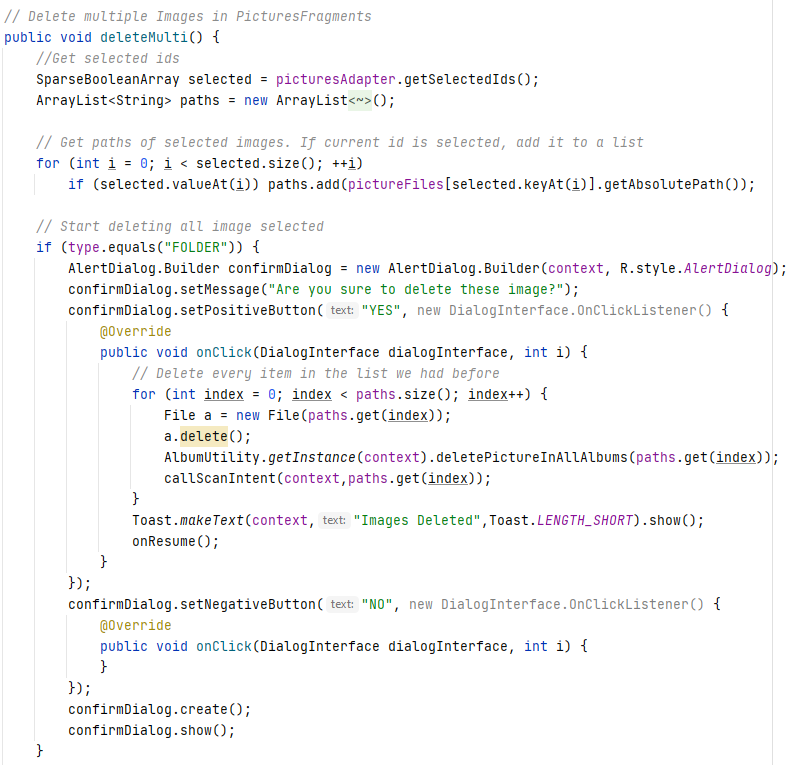 // Delete multiple Images in PicturesFragments
public void deleteMulti() {
    //Get selected ids
    SparseBooleanArray selected = picturesAdapter.getSelectedIds();
    ArrayList<String> paths = new ArrayList<~>();

    // Get paths of selected images. If current id is selected, add it to a list
    for (int i = 0; i < selected.size(); ++i)
        if (selected.valueAt(i)) paths.add(pictureFiles[selected.keyAt(i)].getAbsolutePath());

    // Start deleting all image selected
    if (type.equals("FOLDER")) {
        AlertDialog.Builder confirmDialog = new AlertDialog.Builder(context, R.style.AlertDialog);
        confirmDialog.setMessage("Are you sure to delete these image?");
        confirmDialog.setPositiveButton( text: "YES", new DialogInterface.OnClickListener() {
            @Override
            public void onClick(DialogInterface dialogInterface, int i) {
                // Delete every item in the list we had before
                for (int index = 0; index < paths.size(); index++) {
                    File a = new File(paths.get(index));
                    a.delete();
                    AlbumUtility.getInstance(context).deletePictureInAllAlbums(paths.get(index));
                    callScanIntent(context,paths.get(index));
                }
                Toast.makeText(context, text: "Images Deleted",Toast.LENGTH_SHORT).show();
                onResume();
            }
        });
        confirmDialog.setNegativeButton( text: "NO", new DialogInterface.OnClickListener() {
            @Override
            public void onClick(DialogInterface dialogInterface, int i) {
            }
        });
        confirmDialog.create();
        confirmDialog.show();
    }